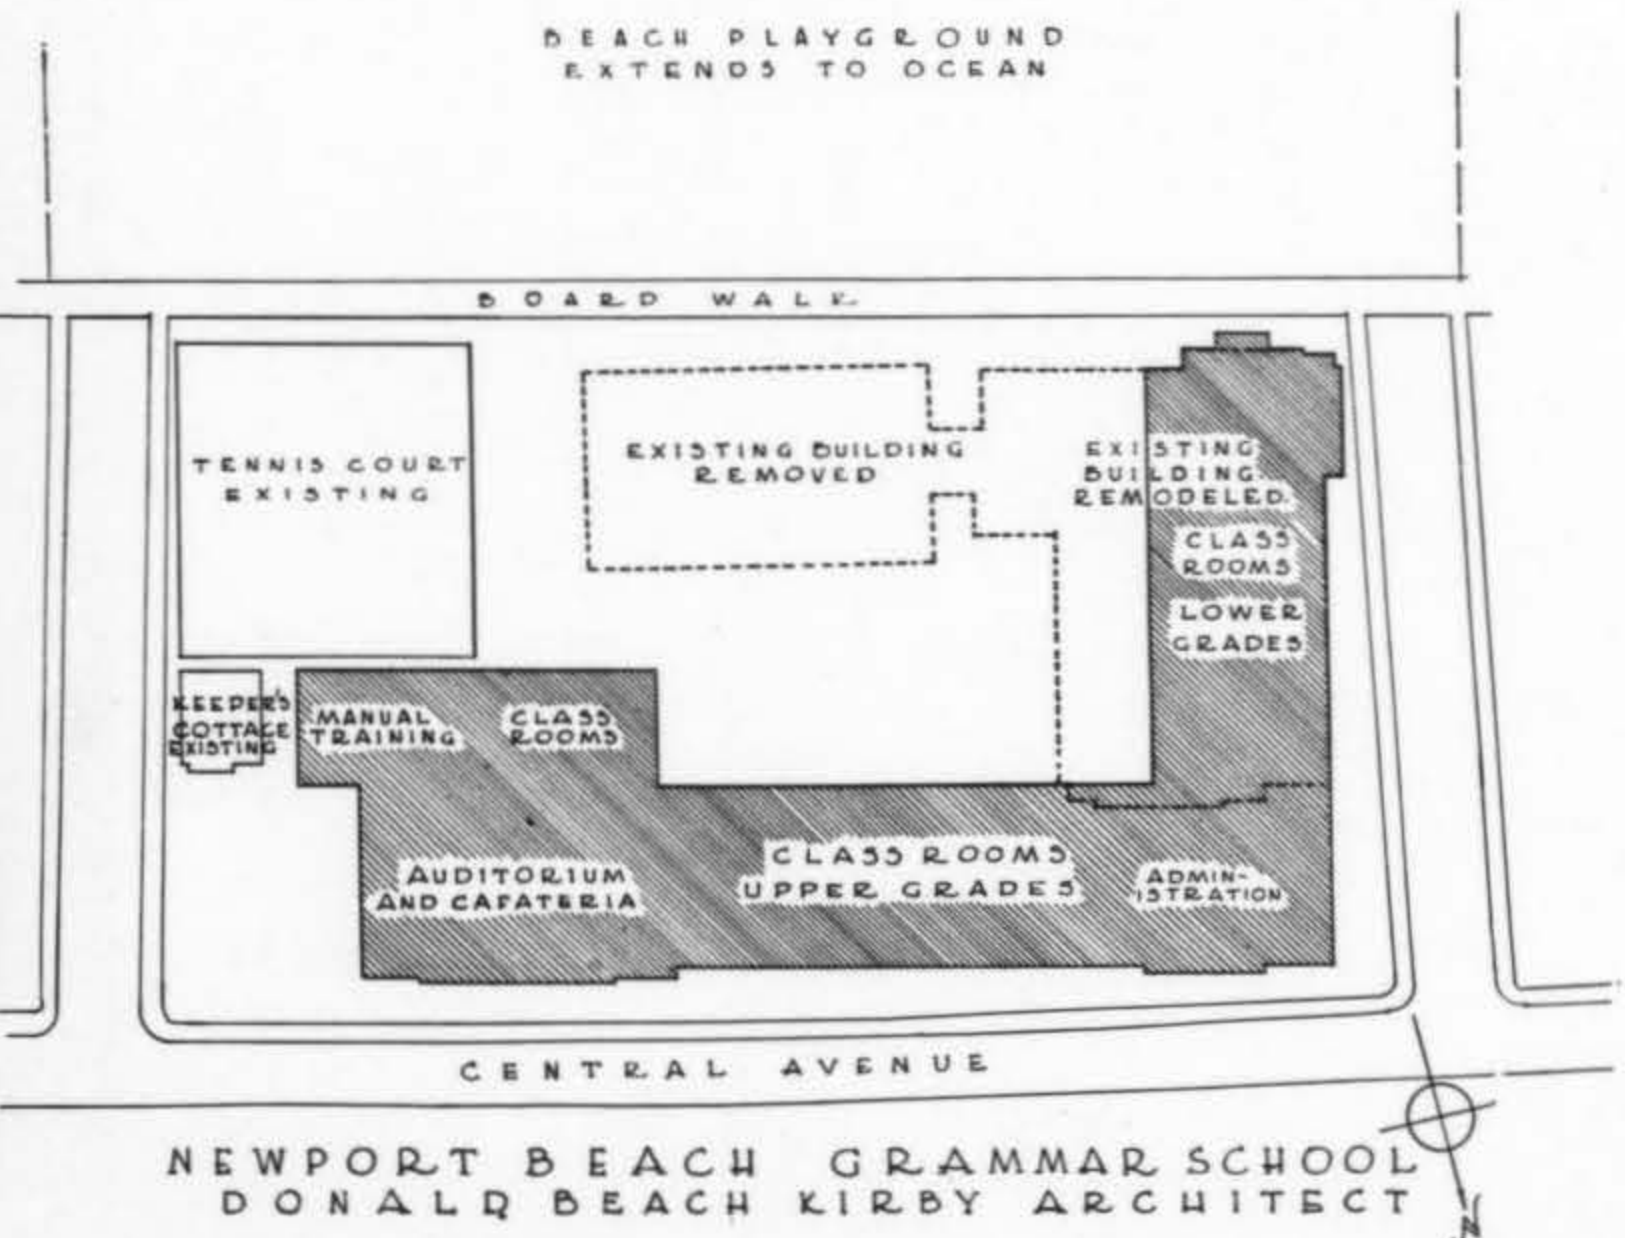 BEACH PLAYGROUND
EXTENDS TO OCEAN
BOARD WALK
TENNIS COURT
EXISTING
EXISTING BUILDING
REMOVED
EXISTING
BUILDING
REMODELED
CLASS
ROOMS
LOWER
GRADES
KEEPER'S
COTTAGE
EXISTING
MANUAL
TRAINING
CLASS
ROOMS
AUDITORIUM
AND CAFATERIA
CLASS ROOMS
UPPER GRADES
ADMIN-
ISTRATION
CENTRAL AVENUE
NEWPORT BEACH GRAMMAR SCHOOL
DONALD BEACH KIRBY ARCHITECT
N